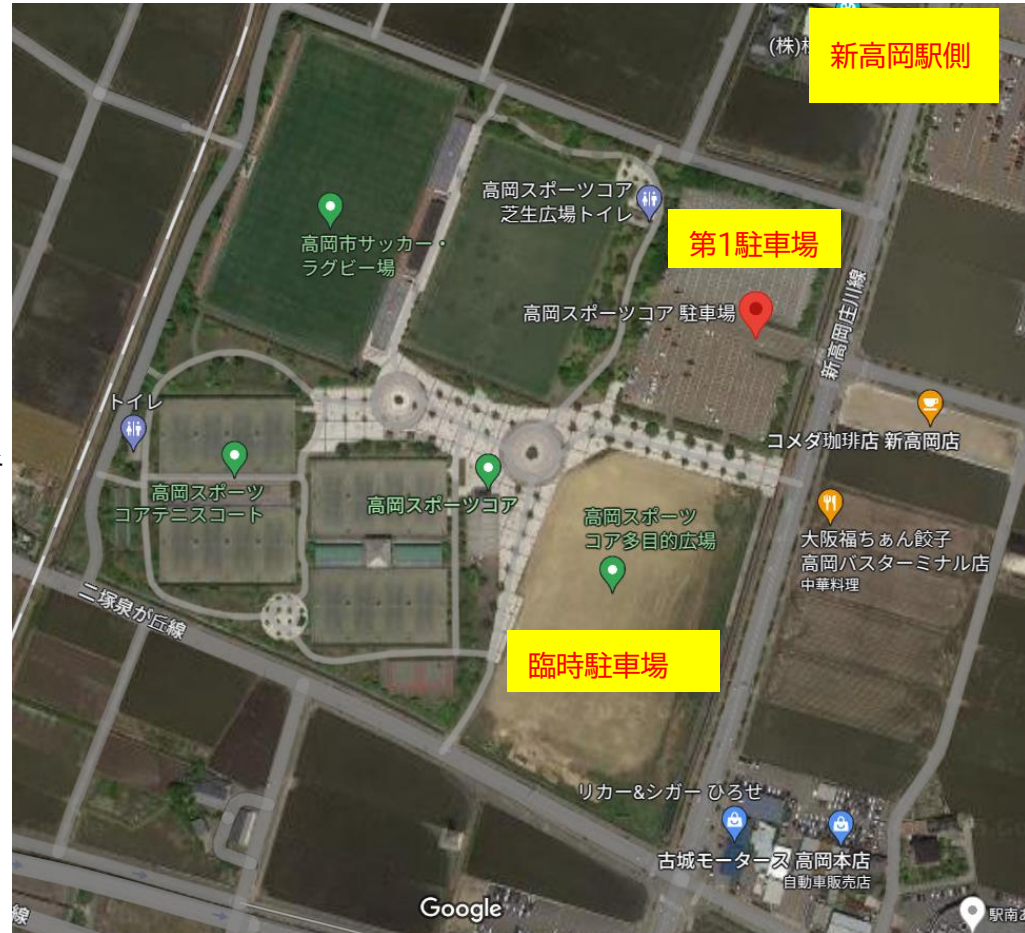 新高岡駅側
(株)
高岡スポーツコア
芝生広場トイレ
第1駐車場
高岡市サッカー・
ラグビー場
高岡スポーツコア 駐車場
新高岡庄川線
トイレ
コメダ珈琲店 新高岡店
高岡スポーツ
コアテニスコート
高岡スポーツコア
高岡スポーツ
コア多目的広場
大阪福ちぁん餃子
高岡バスターミナル店
中華料理
二塚泉が丘線
臨時駐車場
リカー&シガー ひろせ
古城モータース 高岡本店
自動車販売店
Google
線
駅南